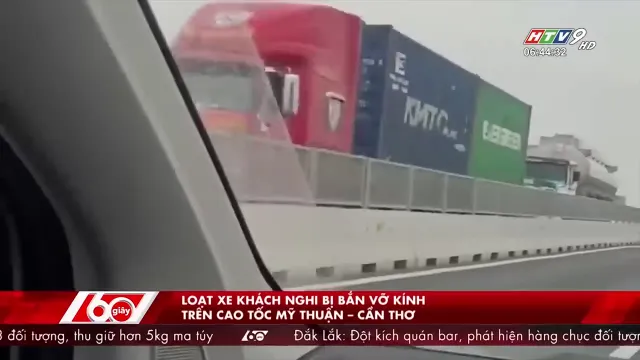 HTV9 HD
06:44:32
KMTC
EVERGREEN
60 giây
LOẠT XE KHÁCH NGHI BỊ BẮN VỠ KÍNH
TRÊN CAO TỐC MỸ THUẬN – CẦN THƠ
3 đối tượng, thu giữ hơn 5kg ma túy Đắk Lắk: Đột kích quán bar, phát hiện hàng chục đối tượ